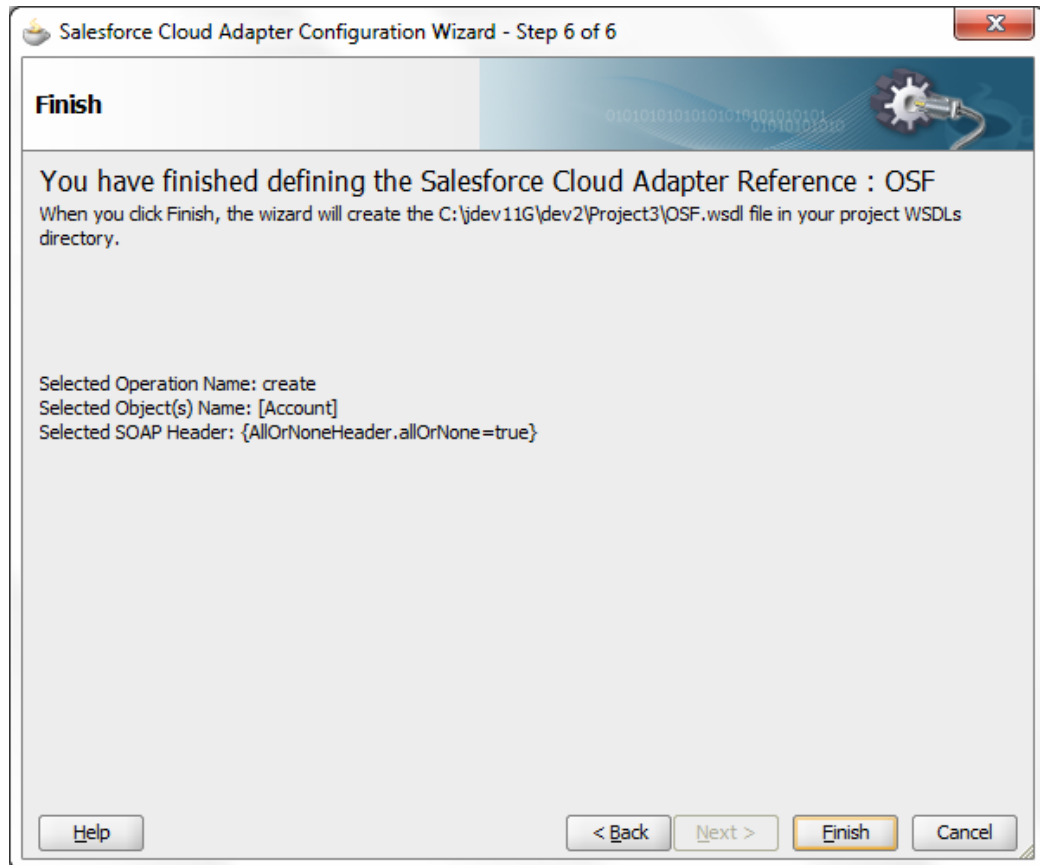 Salesforce Cloud Adapter Configuration Wizard - Step 6 of 6
Finish
You have finished defining the Salesforce Cloud Adapter Reference : OSF
When you click Finish, the wizard will create the C:\jdev11G\dev2\Project3\OSF.wsdl file in your project WSDLs
directory.
Selected Operation Name: create
Selected Object(s) Name: [Account]
Selected SOAP Header: {AllOrNoneHeader.allOrNone=true}
Help
< Back
Next >
Finish
Cancel